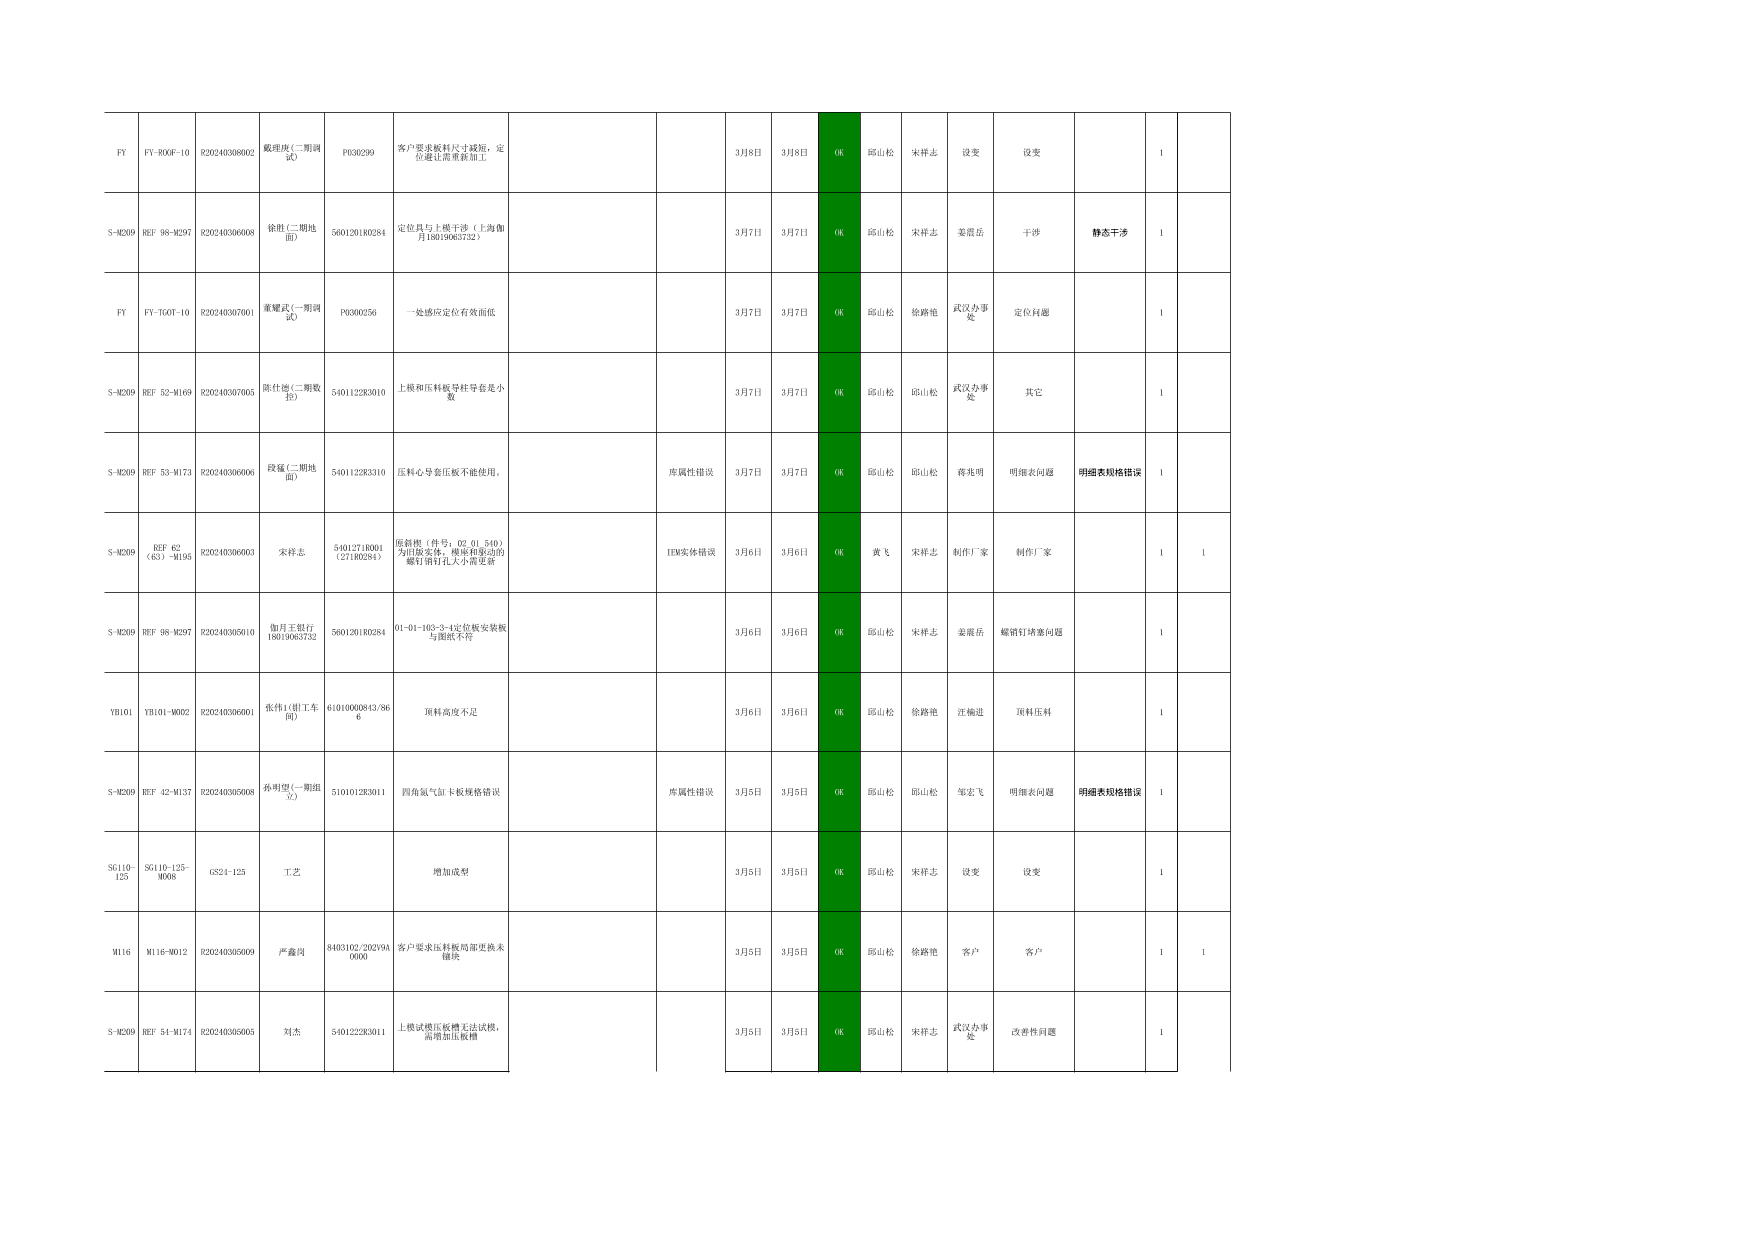 FY FY-ROOF-10 R20240308002 戴理庚(二期调试) P030299 客户要求板料尺寸减短，定位避让需重新加工 3月8日 3月8日 OK 邱山松 宋祥志 设变 设变 1
S-M209 REF 98-M297 R20240306008 徐胜(二期地面) 5601201R0284 定位具与上模干涉（上海伽月18019063732） 3月7日 3月7日 OK 邱山松 宋祥志 姜震岳 干涉 静态干涉 1
FY FY-TGOT-10 R20240307001 董耀武(一期调试) P0300256 一处感应定位有效面低 3月7日 3月7日 OK 邱山松 徐路艳 武汉办事处 定位问题 1
S-M209 REF 52-M169 R20240307005 陈仕德(二期数控) 5401122R3010 上模和压料板导柱导套是小数 3月7日 3月7日 OK 邱山松 邱山松 武汉办事处 其它 1
S-M209 REF 53-M173 R20240306006 段猛(二期地面) 5401122R3310 压料心导套压板不能使用。 库属性错误 3月7日 3月7日 OK 邱山松 邱山松 蒋兆明 明细表问题 明细表规格错误 1
S-M209 REF 62（63）-M195 R20240306003 宋祥志 5401271R001（271R0284） 原斜楔（件号：02_01_540）为旧版实体，模座和驱动的螺钉销钉孔大小需更新 IEM实体错误 3月6日 3月6日 OK 黄飞 宋祥志 制作厂家 制作厂家 1 1
S-M209 REF 98-M297 R20240305010 伽月王银行18019063732 5601201R0284 01-01-103-3-4定位板安装板与图纸不符 3月6日 3月6日 OK 邱山松 宋祥志 姜震岳 螺销钉堵塞问题 1
YB101 YB101-M002 R20240306001 张伟1(钳工车间) 61010000843/866 顶料高度不足 3月6日 3月6日 OK 邱山松 徐路艳 汪楠进 顶料压料 1
S-M209 REF 42-M137 R20240305008 孙明望(一期组立) 5101012R3011 四角氮气缸卡板规格错误 库属性错误 3月5日 3月5日 OK 邱山松 邱山松 邹宏飞 明细表问题 明细表规格错误 1
SG110-125 SG110-125-M008 GS24-125 工艺 增加成型 3月5日 3月5日 OK 邱山松 宋祥志 设变 设变 1
M116 M116-M012 R20240305009 严鑫岗 8403102/202V9A0000 客户要求压料板局部更换未镶块 3月5日 3月5日 OK 邱山松 徐路艳 客户 客户 1 1
S-M209 REF 54-M174 R20240305005 刘杰 5401222R3011 上模试模压板槽无法试模，需增加压板槽 3月5日 3月5日 OK 邱山松 宋祥志 武汉办事处 改善性问题 1